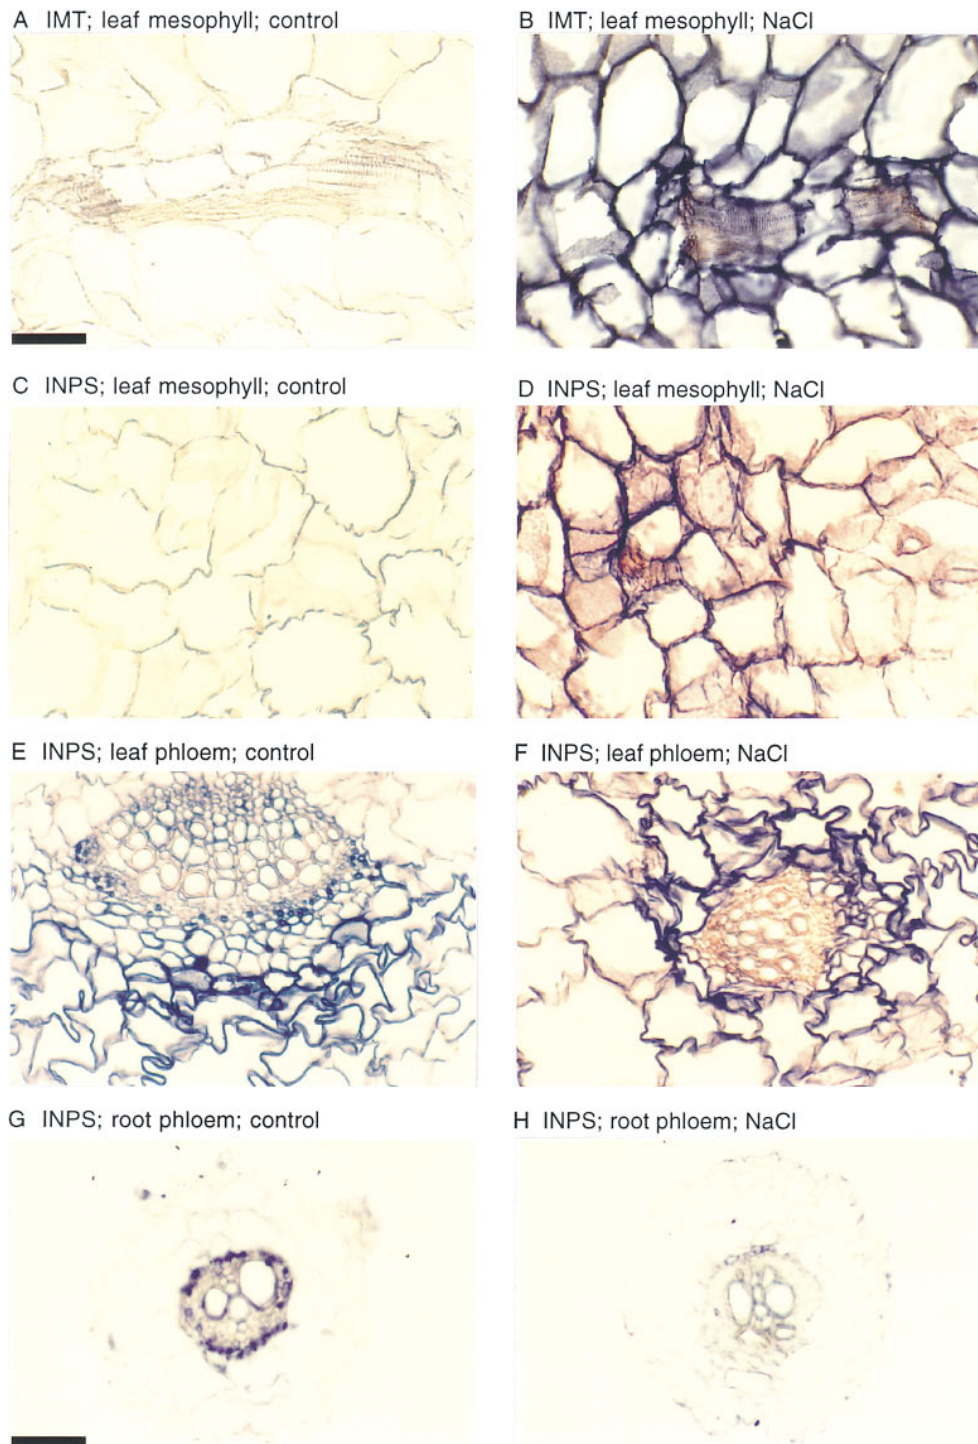 A IMT; leaf mesophyll; control
B IMT; leaf mesophyll; NaCl
C INPS; leaf mesophyll; control
D INPS; leaf mesophyll; NaCl
E INPS; leaf phloem; control
F INPS; leaf phloem; NaCl
G INPS; root phloem; control
H INPS; root phloem; NaCl